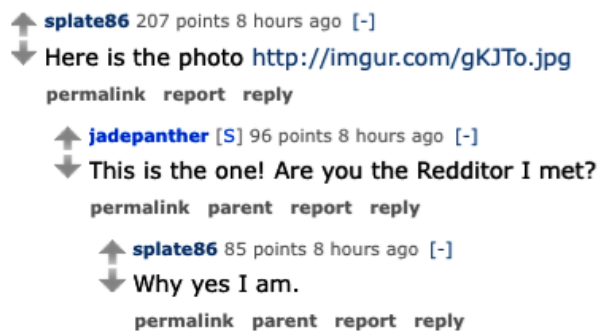 splate86 207 points 8 hours ago [-]
Here is the photo http://imgur.com/gKJTo.jpg
permalink report reply
jadepanther [S] 96 points 8 hours ago [-]
This is the one! Are you the Redditor I met?
permalink parent report reply
splate86 85 points 8 hours ago [-]
Why yes I am.
permalink parent report reply